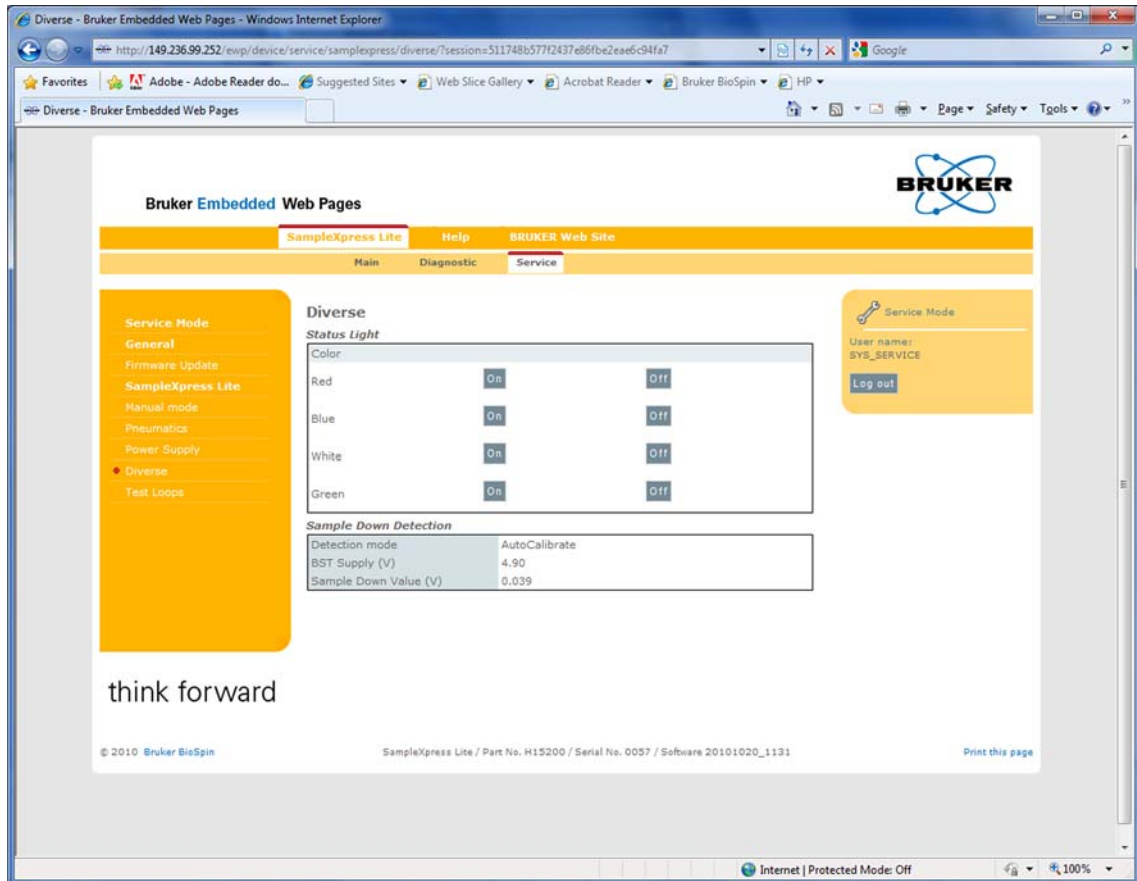 Diverse - Bruker Embedded Web Pages - Windows Internet Explorer
http://149.236.99.252/ewp/device/service/samplexpress/diverse/?session=511748b577f2437e86fbe2eae6c94fa7
Google
Favorites Adobe - Adobe Reader do... Suggested Sites Web Slice Gallery Acrobat Reader Bruker BioSpin HP
Diverse - Bruker Embedded Web Pages
Page Safety Tools
Bruker Embedded Web Pages
BRUKER
SampleXpress Lite Help BRUKER Web Site
Main Diagnostic Service
Service Mode
General
Firmware Update
SampleXpress Lite
Manual mode
Pneumatics
Power Supply
Diverse
Test Loops
Diverse
Status Light
Color
Red On Off
Blue On Off
White On Off
Green On Off
Sample Down Detection
Detection mode AutoCalibrate
BST Supply (V) 4.90
Sample Down Value (V) 0.039
Service Mode
User name:
SYS_SERVICE
Log out
think forward
© 2010 Bruker BioSpin
SampleXpress Lite / Part No. H15200 / Serial No. 0057 / Software 20101020_1131
Print this page
Internet | Protected Mode: Off
100%